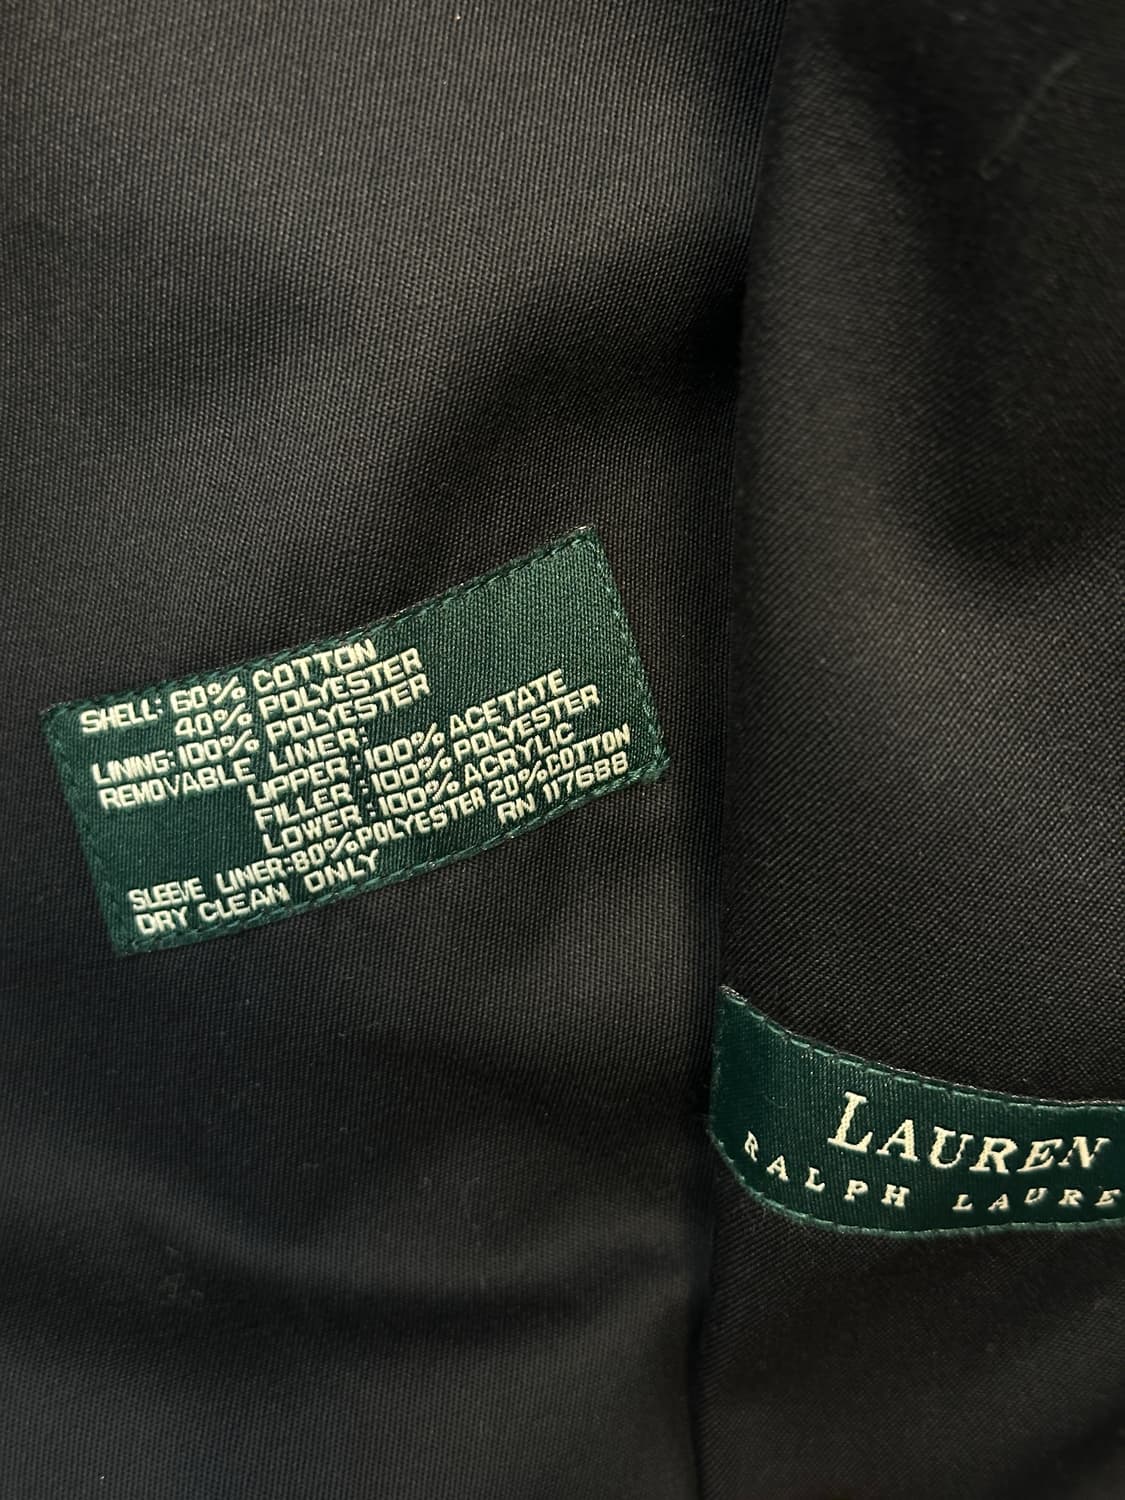 SHELL: 60% COTTON
40% POLYESTER
LINING: 100% POLYESTER
REMOVABLE LINER:
UPPER: 100% ACETATE
FILLER: 100% POLYESTER
LOWER: 100% ACRYLIC
SLEEVE LINER: 80% POLYESTER 20% COTTON
DRY CLEAN ONLY
RN 117688
LAUREN
RALPH LAURE